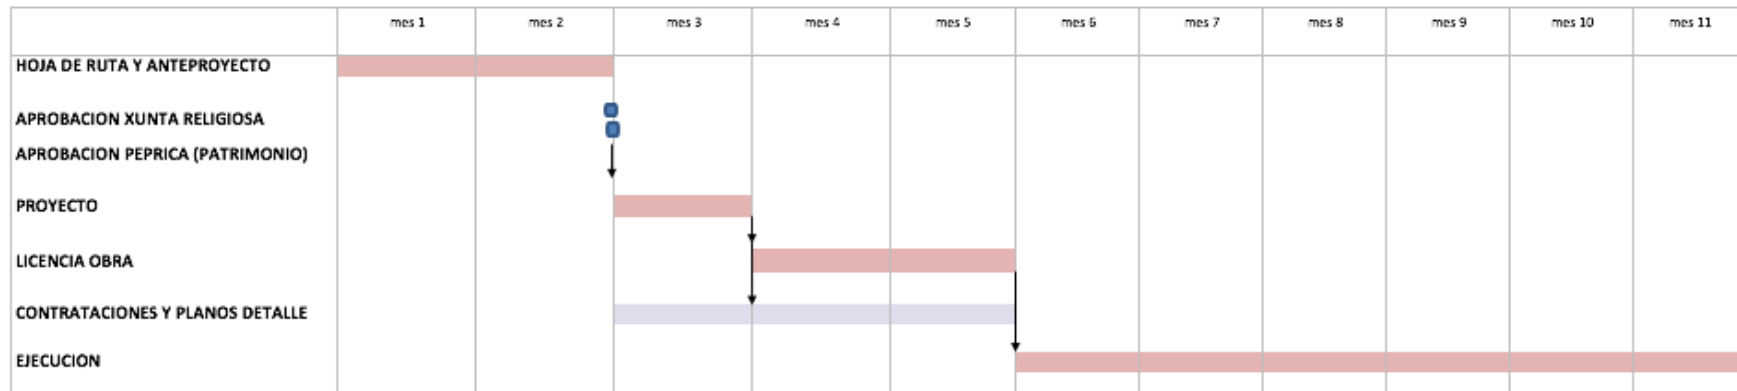 mes 1 mes 2 mes 3 mes 4 mes 5 mes 6 mes 7 mes 8 mes 9 mes 10 mes 11
HOJA DE RUTA Y ANTEPROYECTO
APROBACION XUNTA RELIGIOSA
APROBACION PEPRICA (PATRIMONIO)
PROYECTO
LICENCIA OBRA
CONTRATACIONES Y PLANOS DETALLE
EJECUCION